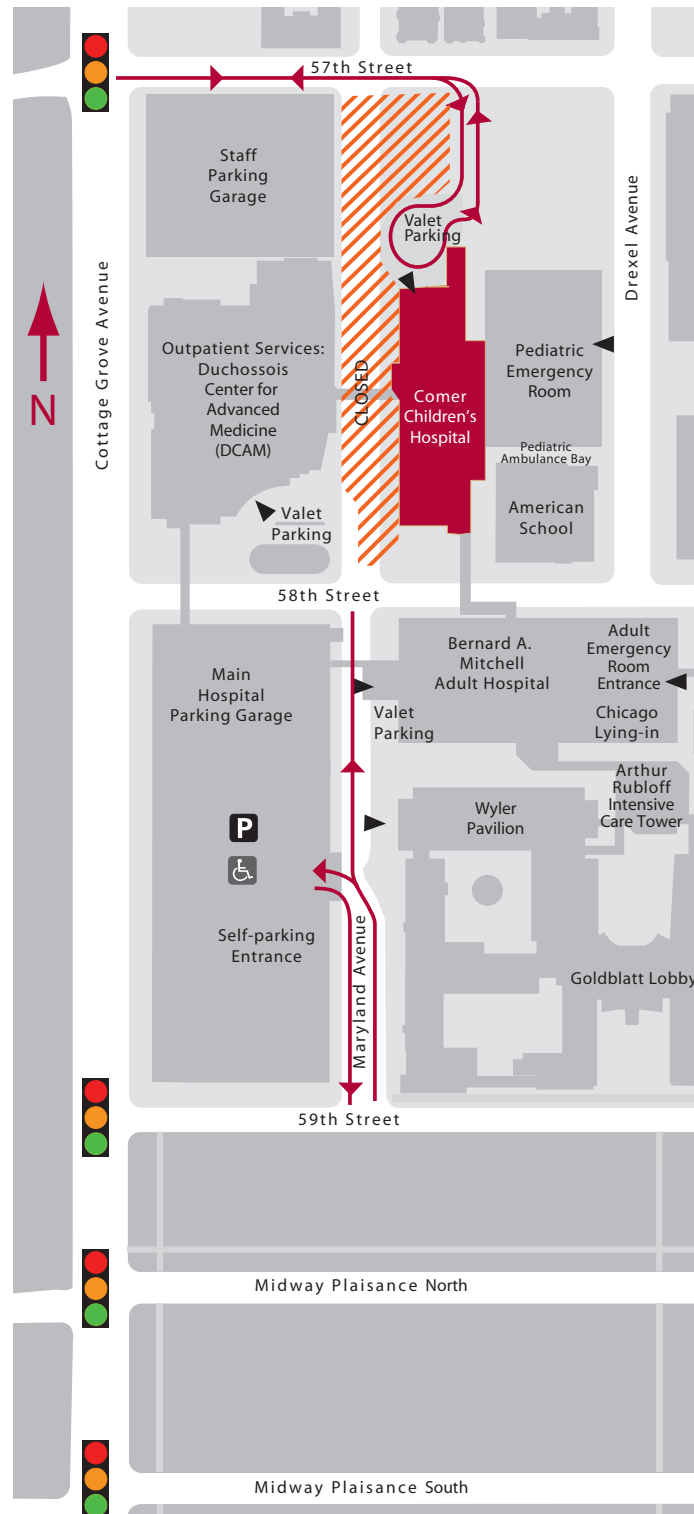 57th Street
Staff
Parking
Garage
Valet
Parking
Drexel Avenue
Cottage Grove Avenue
N
Outpatient Services:
Duchossois
Center for
Advanced
Medicine
(DCAM)
CLOSED
Comer
Children's
Hospital
Pediatric
Emergency
Room
Pediatric
Ambulance Bay
American
School
Valet
Parking
58th Street
Main
Hospital
Parking Garage
Bernard A.
Mitchell
Adult Hospital
Adult
Emergency
Room
Entrance
Valet
Parking
Chicago
Lying-in
Arthur
Rubloff
Intensive
Care Tower
Wyler
Pavilion
P
Self-parking
Entrance
Maryland Avenue
Goldblatt Lobby
59th Street
Midway Plaisance North
Midway Plaisance South